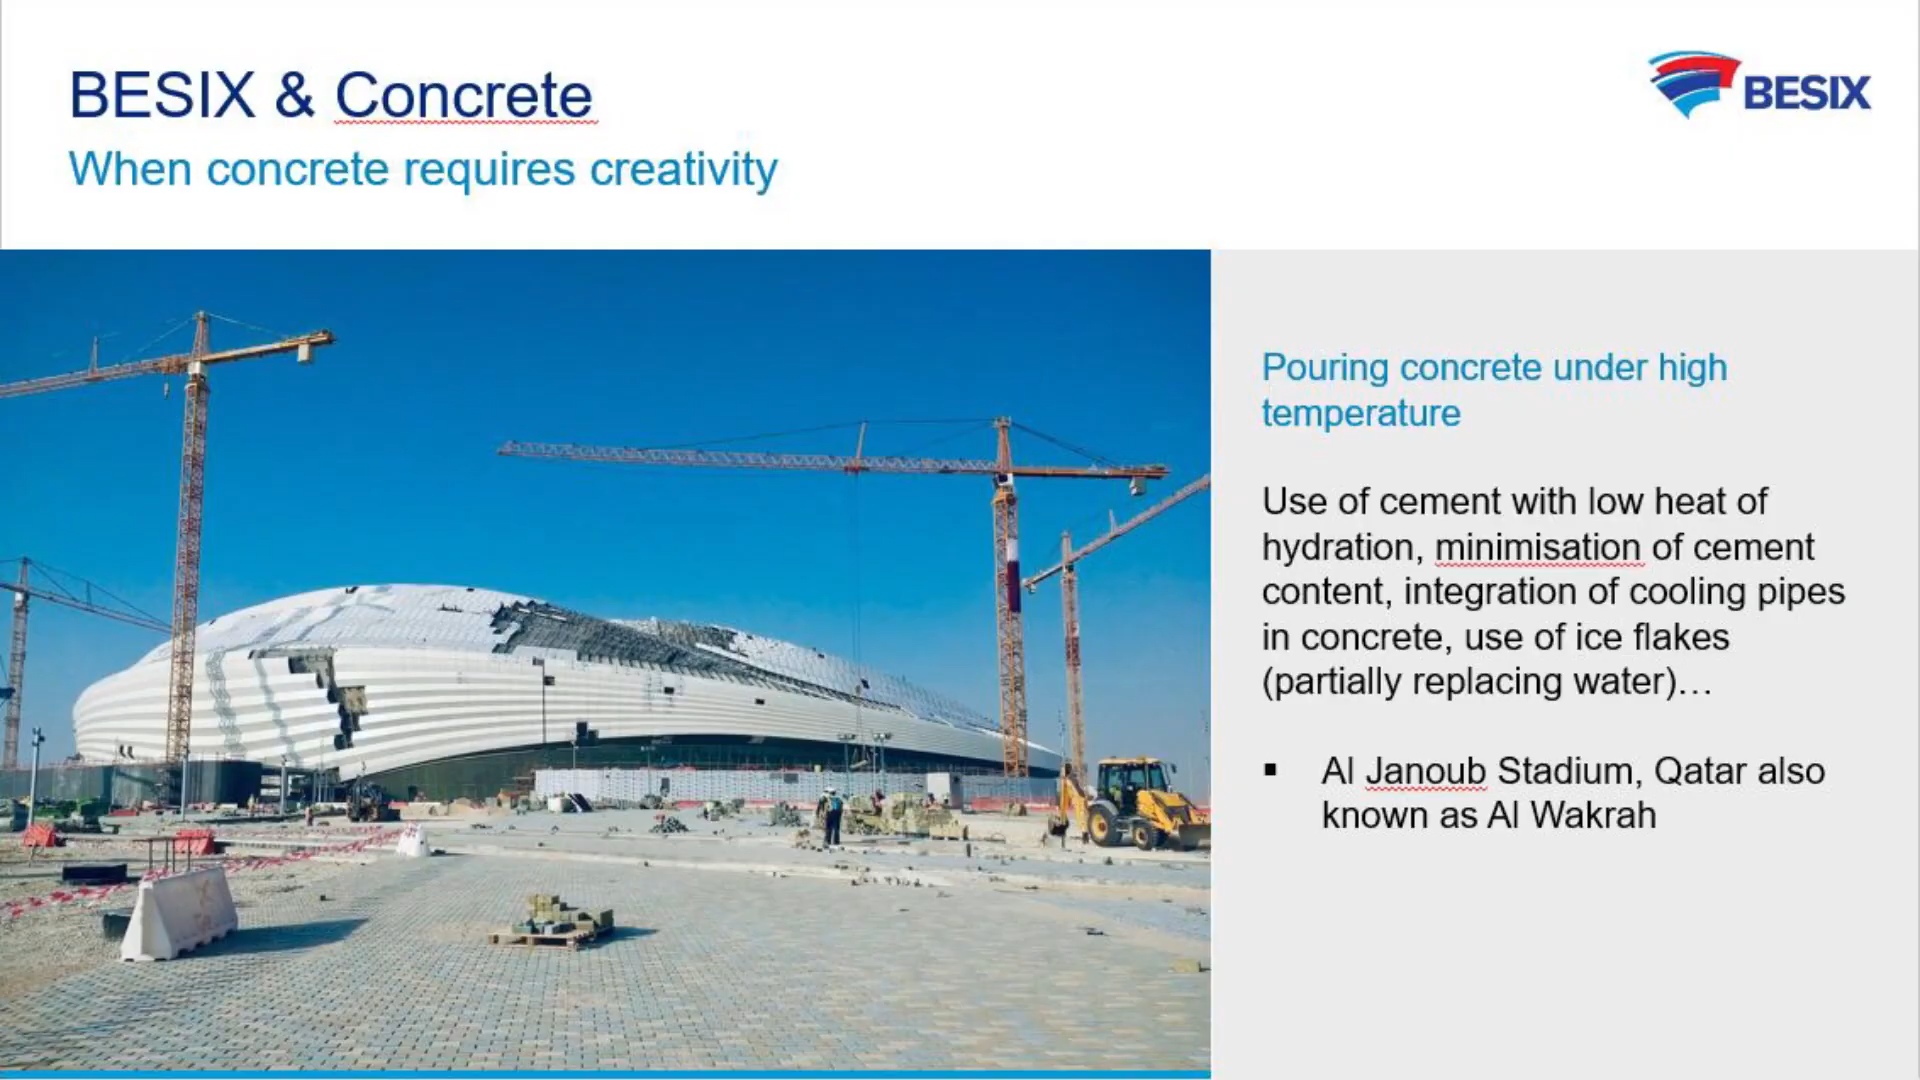 BESIX & Concrete
When concrete requires creativity
BESIX
Pouring concrete under high
temperature
Use of cement with low heat of
hydration, minimisation of cement
content, integration of cooling pipes
in concrete, use of ice flakes
(partially replacing water)…
▪ Al Janoub Stadium, Qatar also
known as Al Wakrah